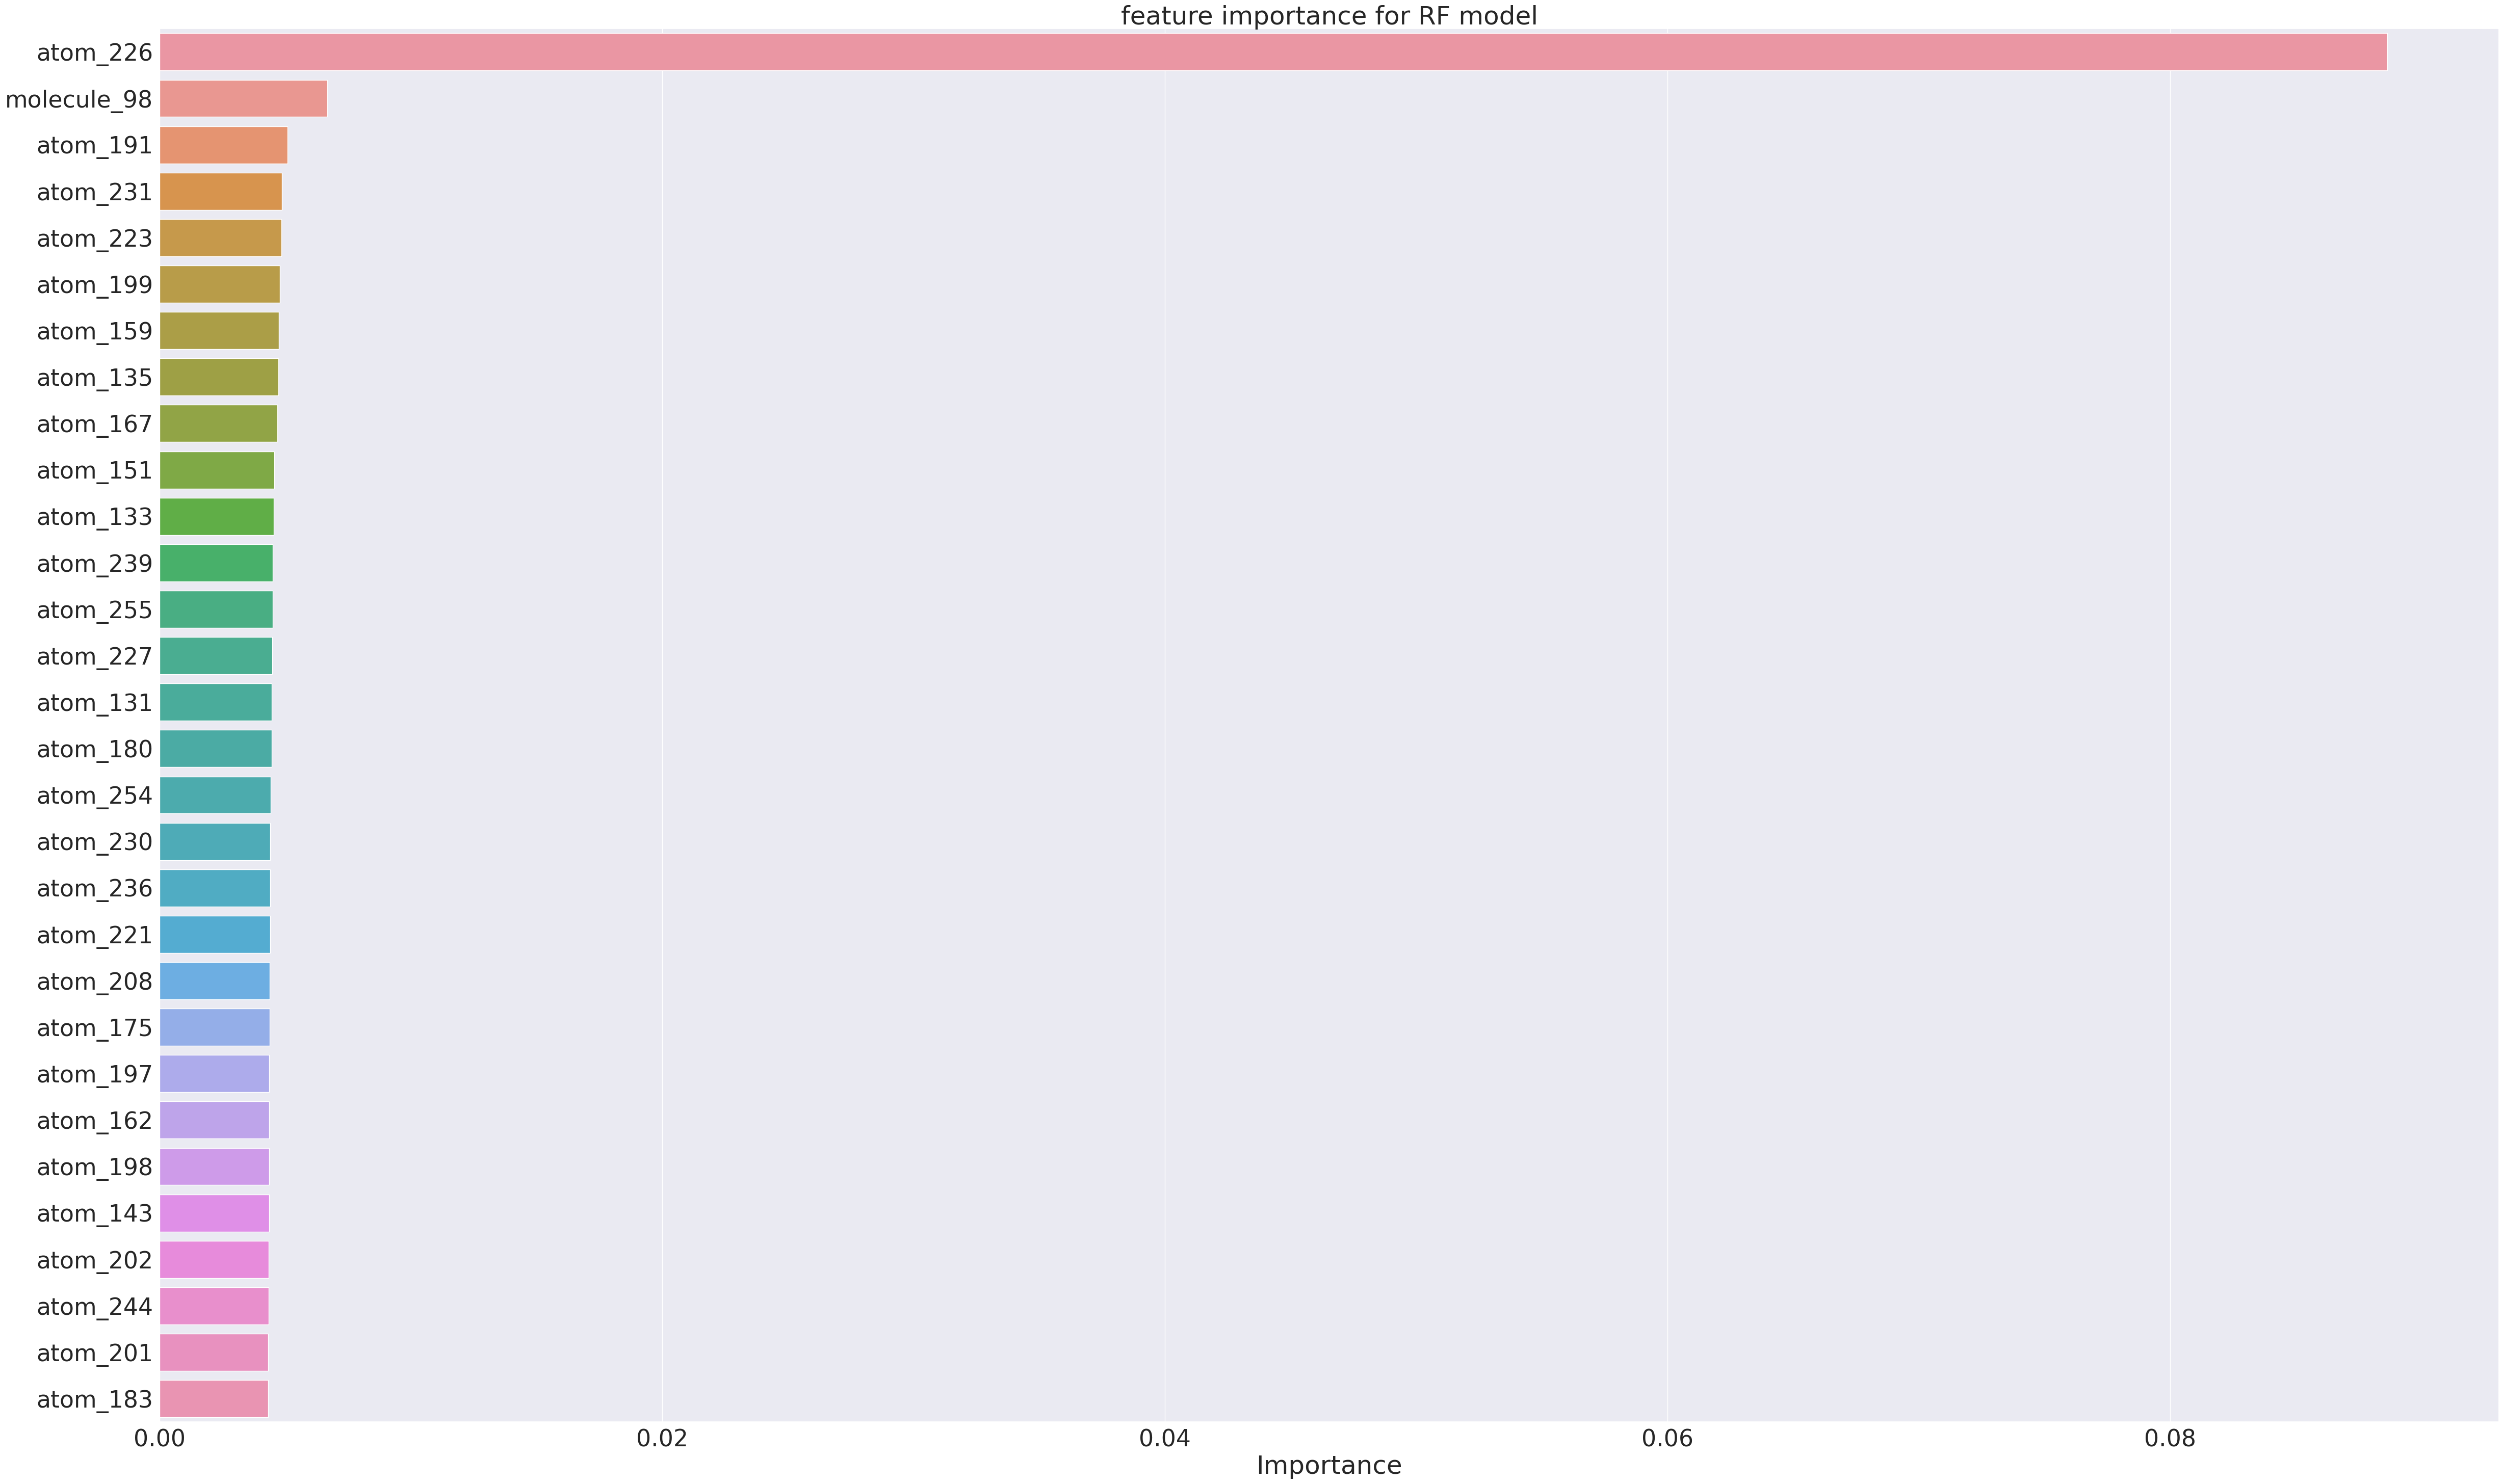 feature importance for RF model
atom_226
molecule_98
atom_191
atom_231
atom_223
atom_199
atom_159
atom_135
atom_167
atom_151
atom_133
atom_239
atom_255
atom_227
atom_131
atom_180
atom_254
atom_230
atom_236
atom_221
atom_208
atom_175
atom_197
atom_162
atom_198
atom_143
atom_202
atom_244
atom_201
atom_183
0.00 0.02 0.04 0.06 0.08
Importance